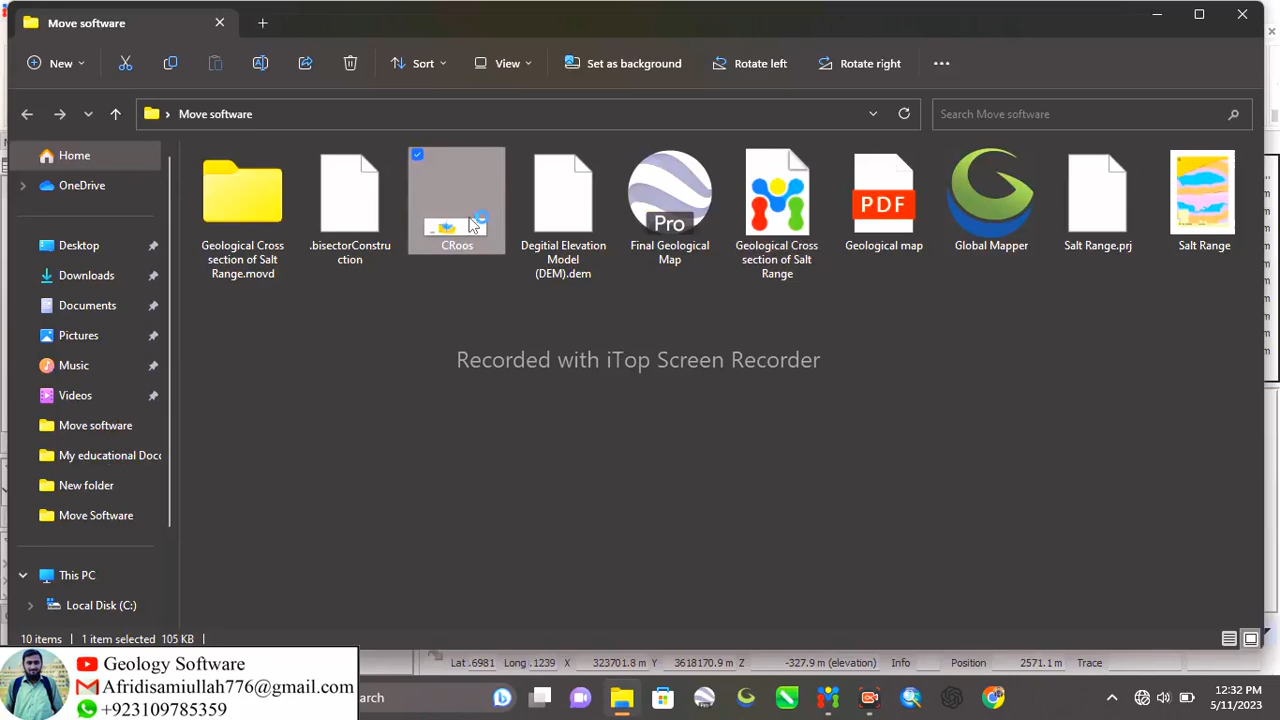 Move software
New
Sort
View
Set as background
Rotate left
Rotate right
Move software
Search Move software
Home
OneDrive
Desktop
Downloads
Documents
Pictures
Music
Videos
Move software
My educational Docu
New folder
Move Software
This PC
Local Disk (C:)
Geological Cross
section of Salt
Range.movd
.bisectorConstru
ction
CRoos
Degitial Elevation
Model
(DEM).dem
Pro
Final Geological
Map
Geological Cross
section of Salt
Range
PDF
Geological map
Global Mapper
Salt Range.prj
Salt Range
Recorded with iTop Screen Recorder
10 items
1 item selected 105 KB
Lat .6981 Long .1239 X 323701.8 m Y 3618170.9 m Z -327.9 m (elevation) Info Position 2571.1 m Trace
Geology Software
Afridisamiullah776@gmail.com
+923109785359
arch
12:32 PM
5/11/2023